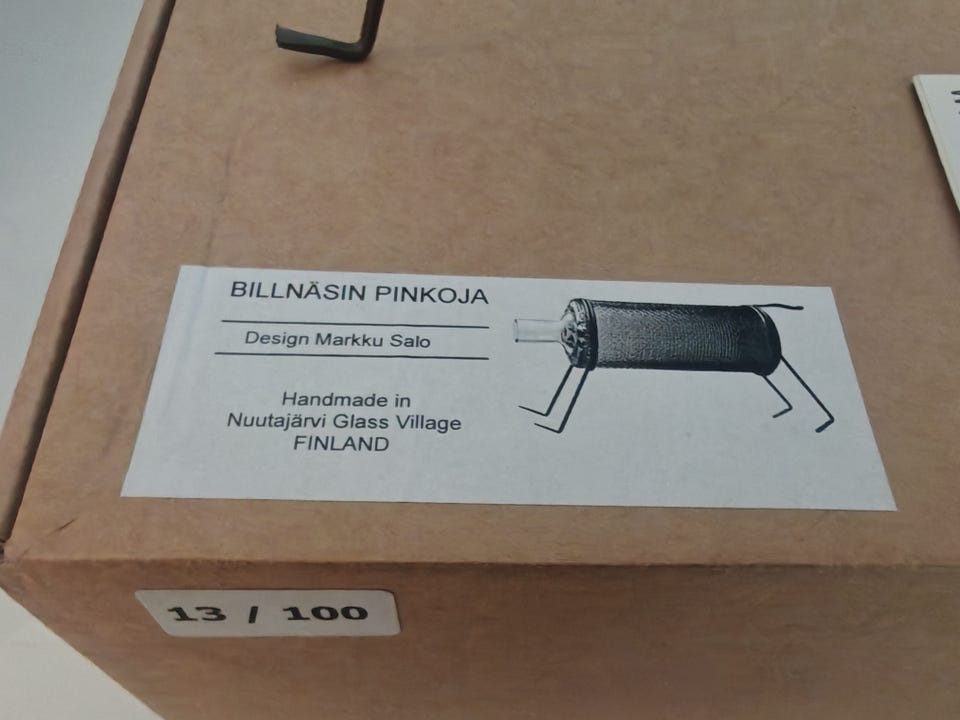 BILLNÄSIN PINKOJA
Design Markku Salo
Handmade in
Nuutajärvi Glass Village
FINLAND
13 / 100